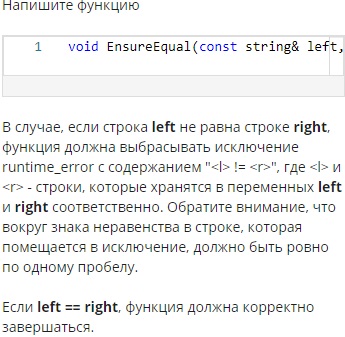 Напишите функцию
1 void EnsureEqual(const string& left,
В случае, если строка left не равна строке right,
функция должна выбрасывать исключение
runtime_error с содержанием "<l> != <r>", где <l> и
<r> - строки, которые хранятся в переменных left
и right соответственно. Обратите внимание, что
вокруг знака неравенства в строке, которая
помещается в исключение, должно быть ровно
по одному пробелу.
Если left == right, функция должна корректно
завершаться.